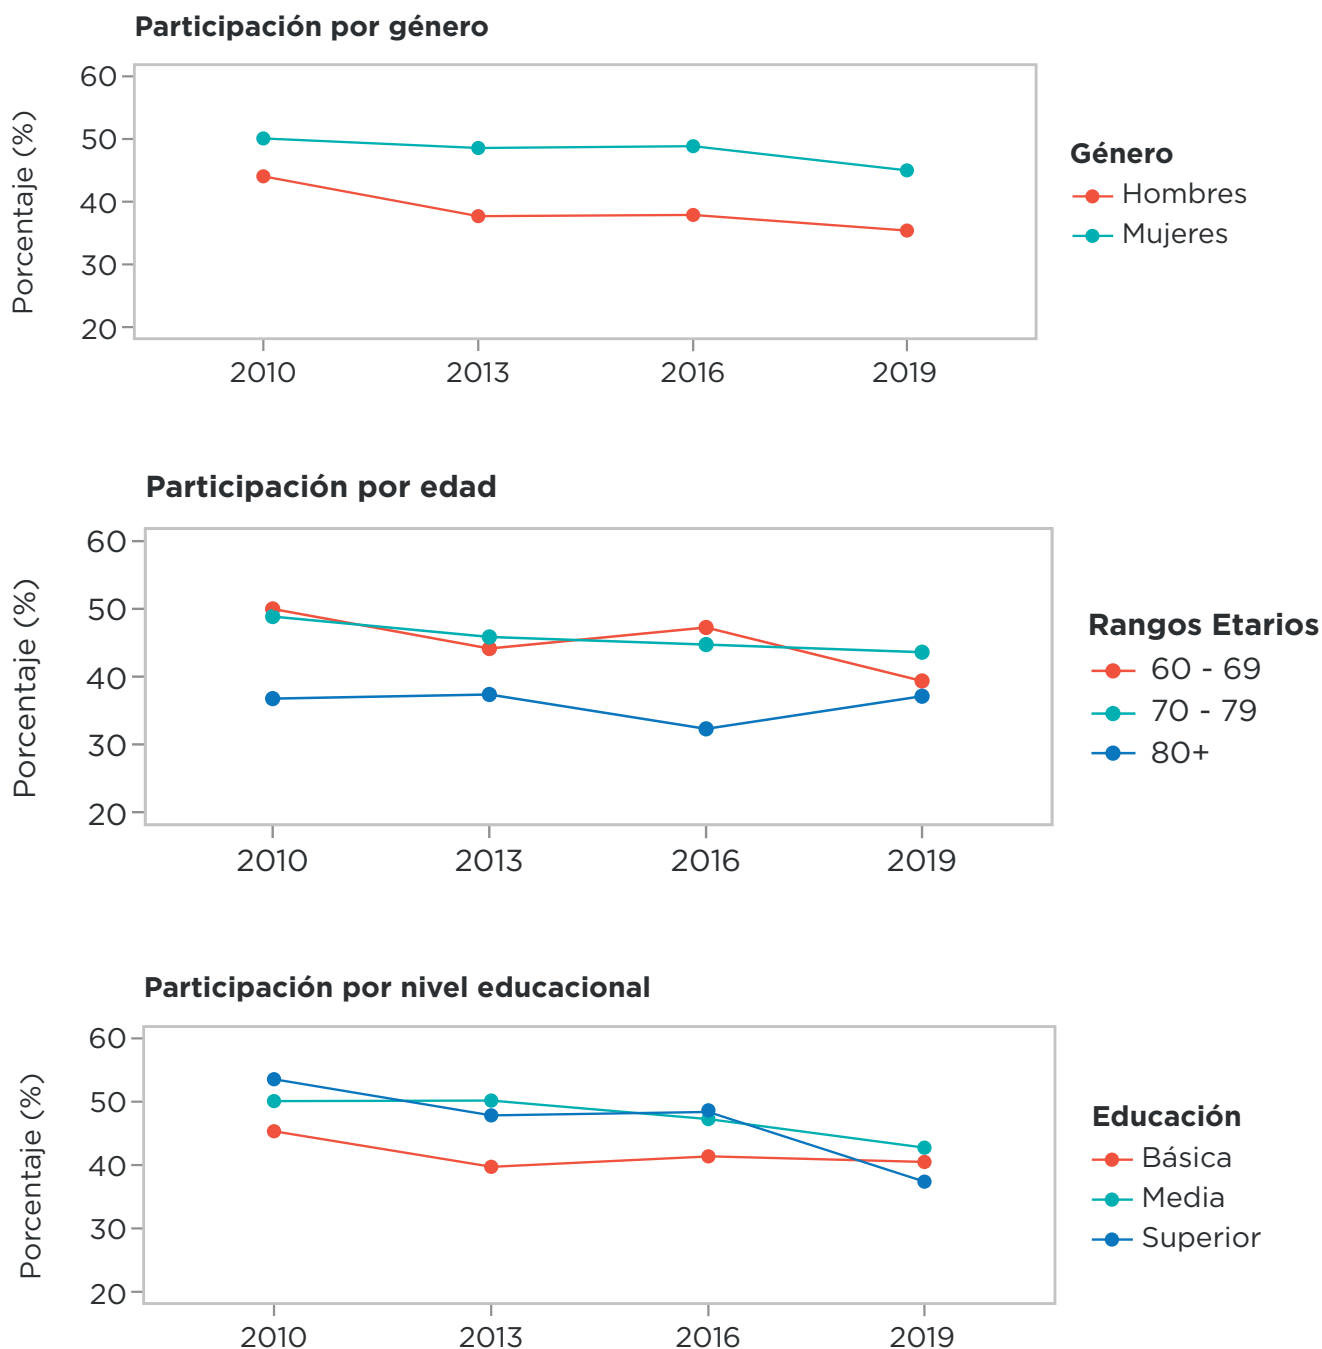 Participación por género
Porcentaje (%)
60
50
40
30
20
2010 2013 2016 2019
Género
Hombres
Mujeres
Participación por edad
Porcentaje (%)
60
50
40
30
20
2010 2013 2016 2019
Rangos Etarios
60 - 69
70 - 79
80+
Participación por nivel educacional
Porcentaje (%)
60
50
40
30
20
2010 2013 2016 2019
Educación
Básica
Media
Superior